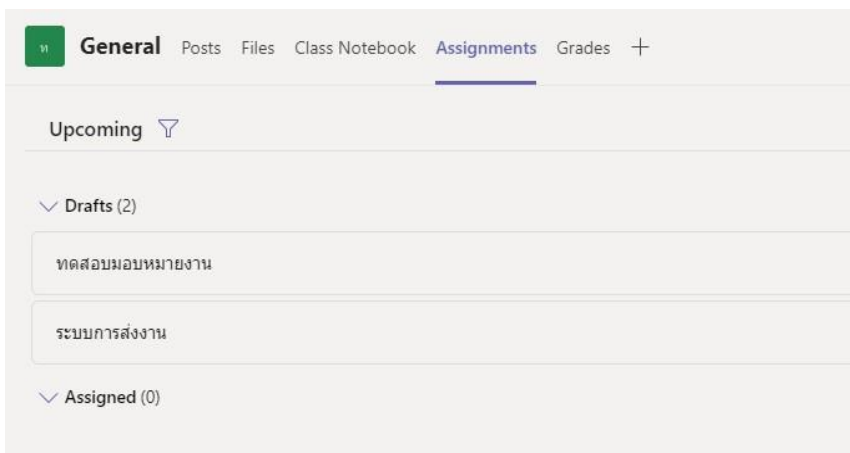 ท General Posts Files Class Notebook Assignments Grades
Upcoming
Drafts (2)
ทดสอบมอบหมายงาน
ระบบการส่งงาน
Assigned (0)